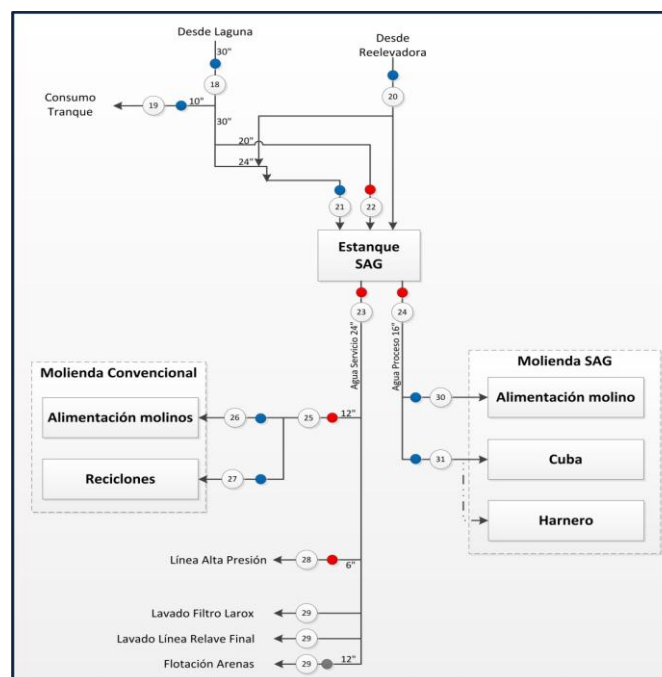 Desde Laguna
Desde
Reelevadora
30"
18
20
Consumo
Tranque
19
10"
30"
20"
24"
21
22
Estanque
SAG
23
24
Agua Servicio 24"
Agua Proceso 16"
Molienda Convencional
Alimentación molinos
26
25
12"
Reciclones
27
Molienda SAG
30
Alimentación molino
31
Cuba
Harnero
Línea Alta Presión
28
6"
Lavado Filtro Larox
29
Lavado Línea Relave Final
29
Flotación Arenas
29
12"